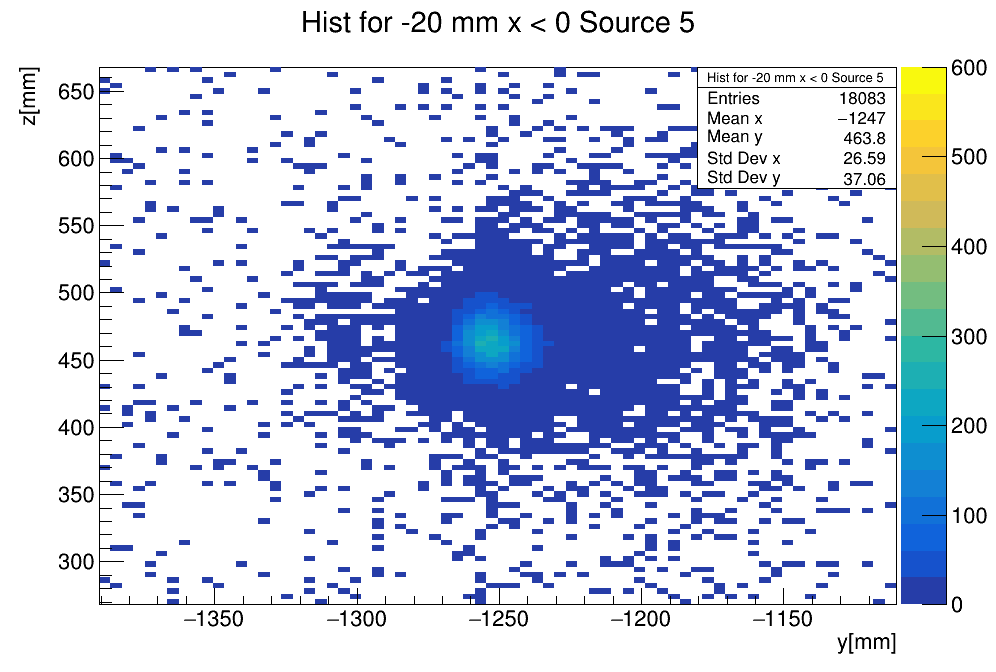 Hist for -20 mm x < 0 Source 5
z[mm]
650
600
550
500
450
400
350
300
−1350
−1300
−1250
−1200
−1150
y[mm]
Hist for -20 mm x < 0 Source 5
Entries 18083
Mean x −1247
Mean y 463.8
Std Dev x 26.59
Std Dev y 37.06
600
500
400
300
200
100
0